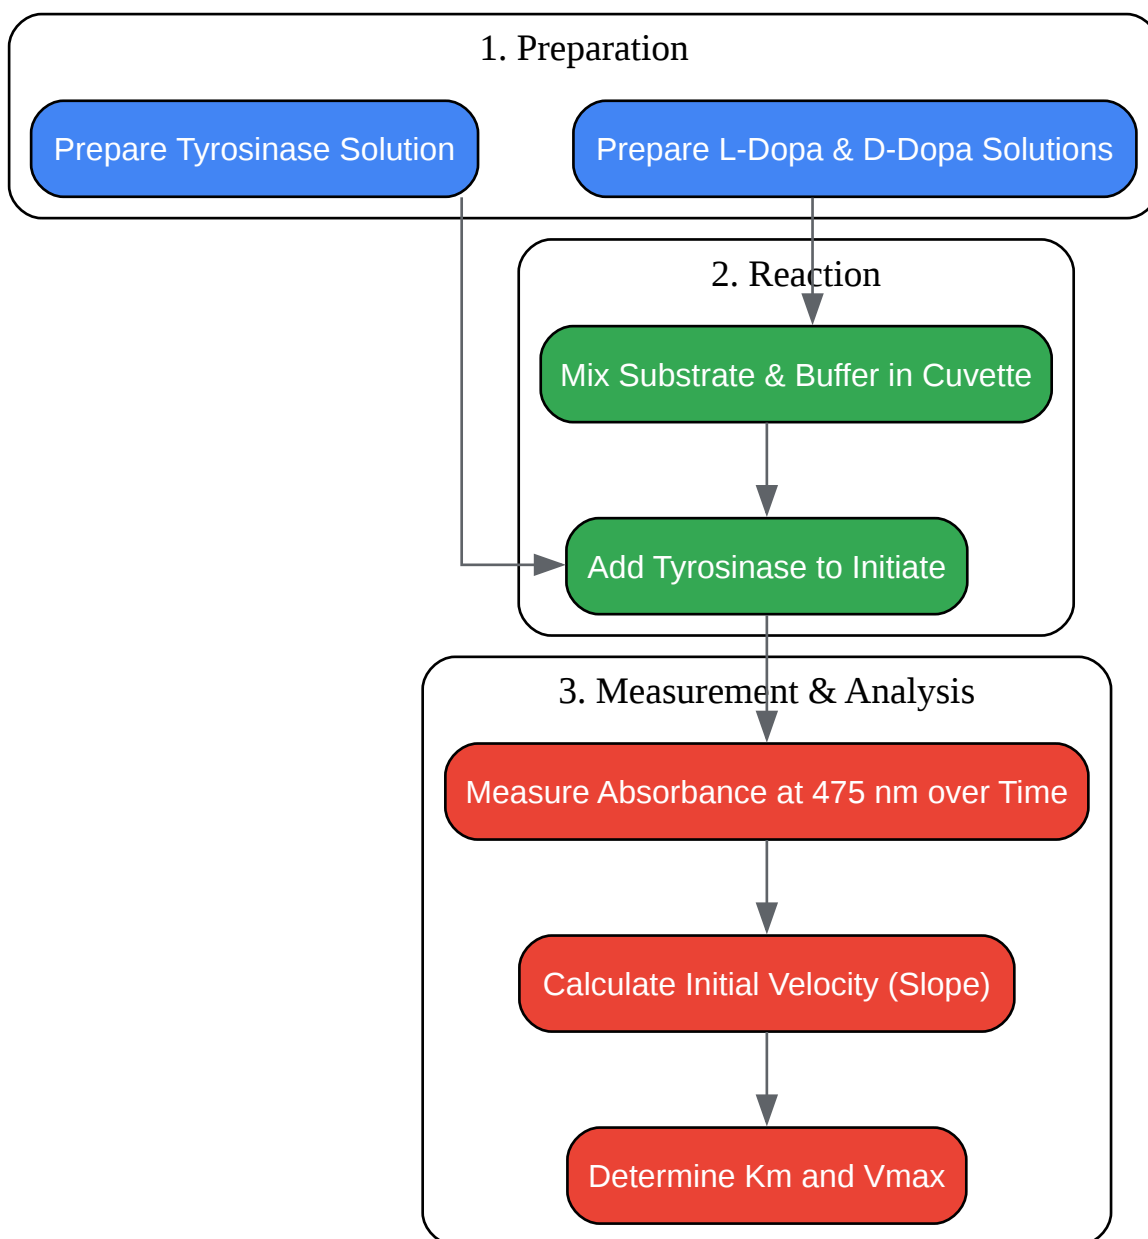 1. Preparation
Prepare Tyrosinase Solution
Prepare L-Dopa & D-Dopa Solutions
2. Reaction
Mix Substrate & Buffer in Cuvette
Add Tyrosinase to Initiate
3. Measurement & Analysis
Measure Absorbance at 475 nm over Time
Calculate Initial Velocity (Slope)
Determine Km and Vmax